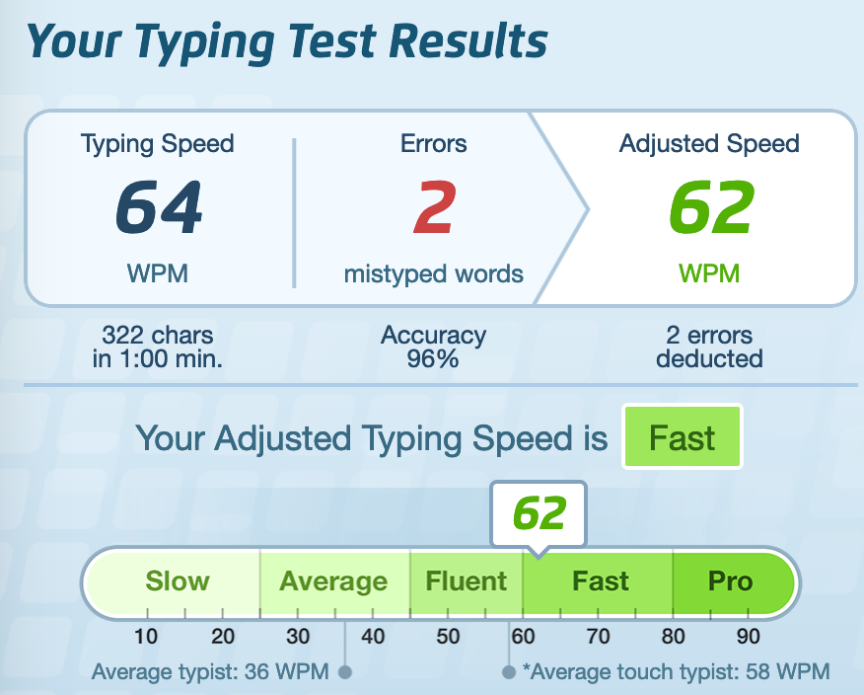 Your Typing Test Results
Typing Speed Errors Adjusted Speed
64 2 62
WPM mistyped words WPM
322 chars Accuracy 2 errors
in 1:00 min. 96% deducted
Your Adjusted Typing Speed is Fast
62
Slow Average Fluent Fast Pro
10 20 30 40 50 60 70 80 90
Average typist: 36 WPM *Average touch typist: 58 WPM